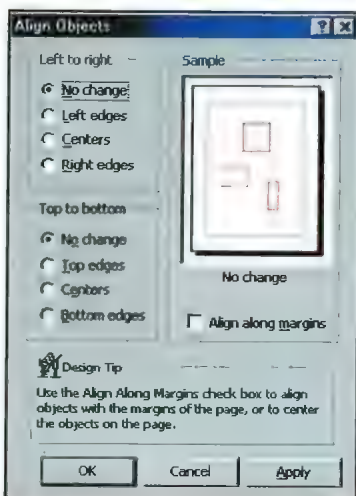 Align Objects
Left to right
No change
Left edges
Centers
Right edges
Top to bottom
No change
Top edges
Centers
Bottom edges
Sample
No change
Align along margins
Design Tip
Use the Align Along Margins check box to align
objects with the margins of the page, or to center
the objects on the page.
OK
Cancel
Apply